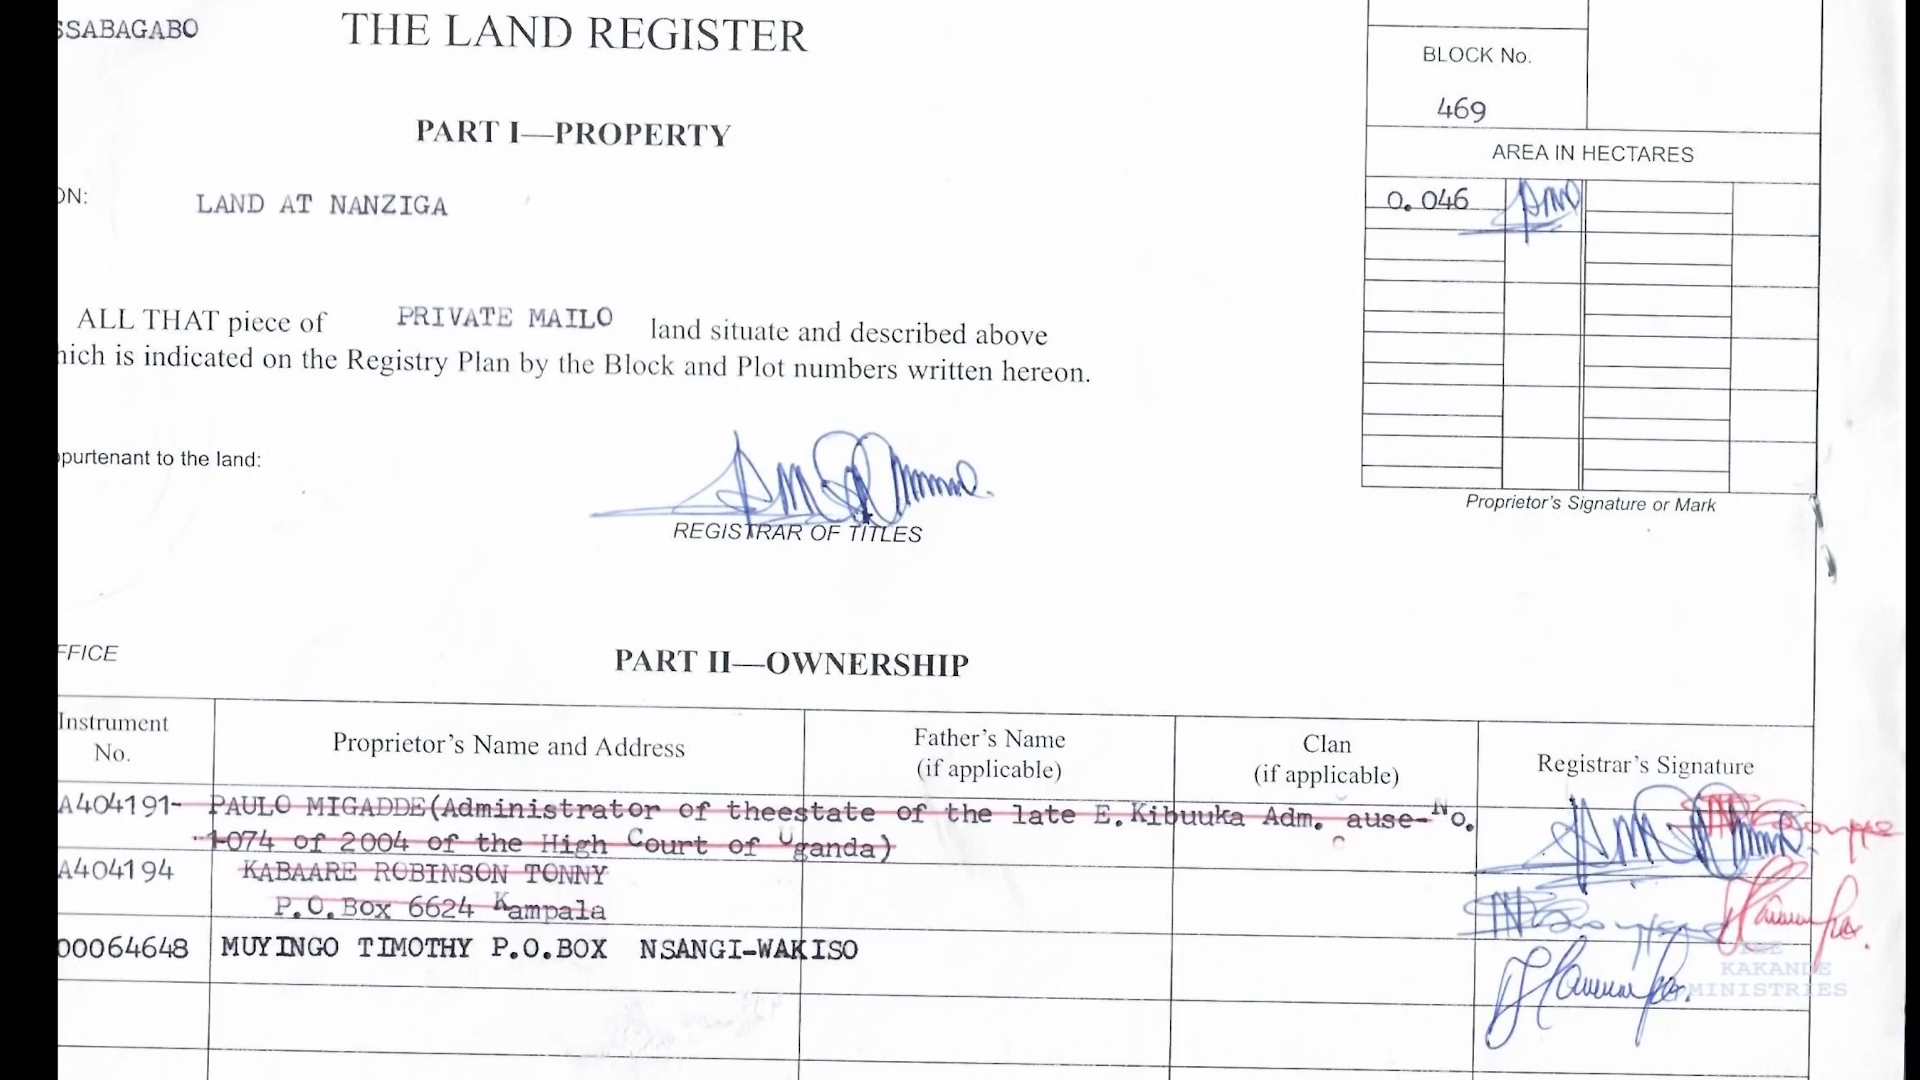 SSABAGABO
THE LAND REGISTER
BLOCK No.
469
PART I—PROPERTY
AREA IN HECTARES
ON:
LAND AT NANZIGA
0.046
ALL THAT piece of PRIVATE MAILO land situate and described above
hich is indicated on the Registry Plan by the Block and Plot numbers written hereon.
purtenant to the land:
REGISTRAR OF TITLES
Proprietor's Signature or Mark
FFICE
PART II—OWNERSHIP
Instrument No.
Proprietor's Name and Address
Father's Name (if applicable)
Clan (if applicable)
Registrar's Signature
A404191- PAULO MIGADDE(Administrator of theestate of the late E.Kibuuka Adm. ause-No.
1074 of 2004 of the High Court of Uganda)
A404194 KABAARE ROBINSON TONNY
P.O.Box 6624 Kampala
00064648 MUYINGO TIMOTHY P.O.BOX NSANGI-WAKISO
THE
KAKANDE
MINISTRIES